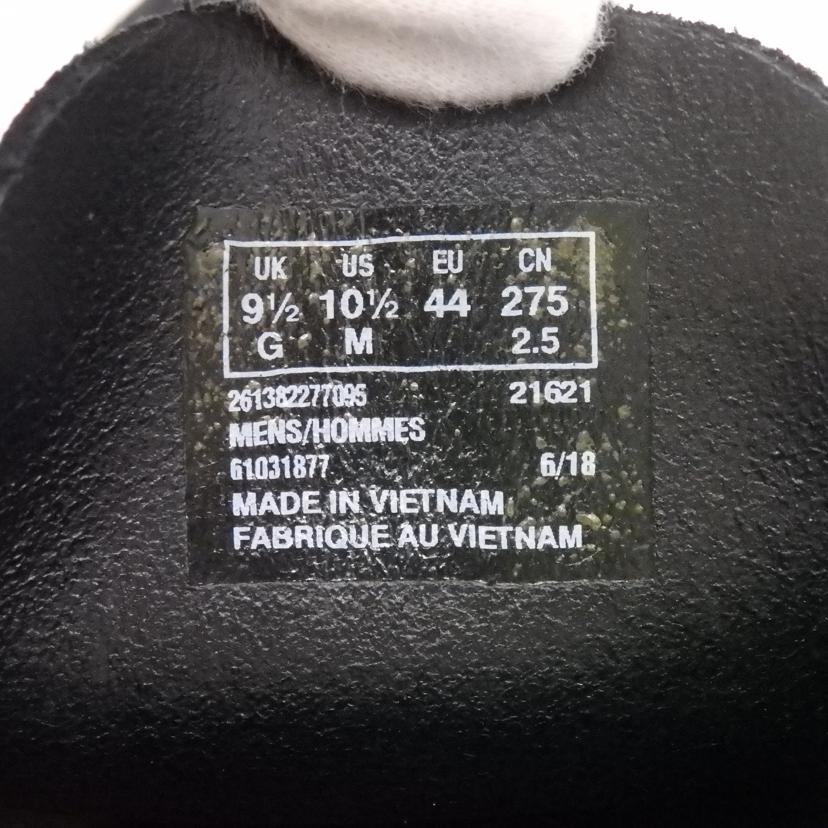 UK US EU CN
9½ 10½ 44 275
G M 2.5
261382277095 21621
MENS/HOMMES
61031877 6/18
MADE IN VIETNAM
FABRIQUE AU VIETNAM